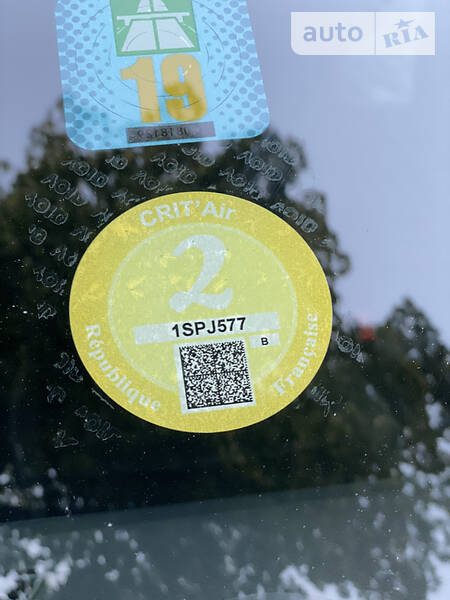 auto RIA
19
CRIT'Air
2
1SPJ577
B
République
Française